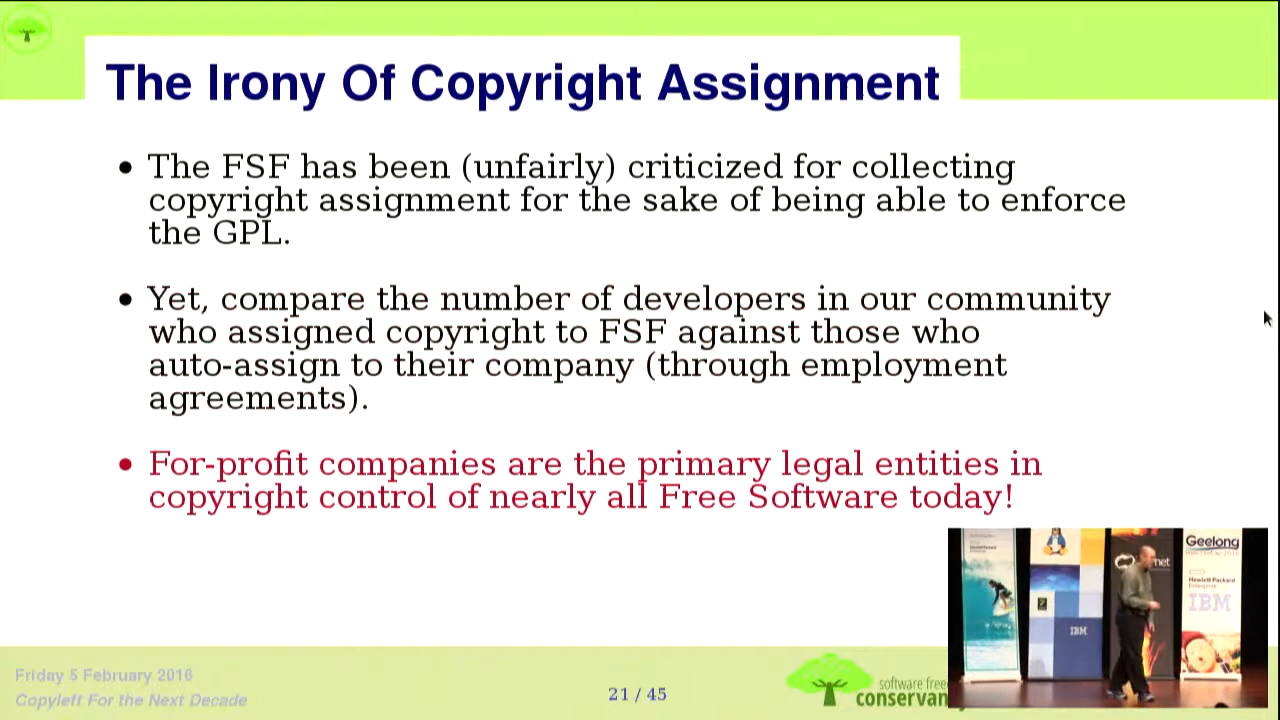 The Irony Of Copyright Assignment
• The FSF has been (unfairly) criticized for collecting
copyright assignment for the sake of being able to enforce
the GPL.
• Yet, compare the number of developers in our community
who assigned copyright to FSF against those who
auto-assign to their company (through employment
agreements).
• For-profit companies are the primary legal entities in
copyright control of nearly all Free Software today!
Friday 5 February 2016
Copyleft For the Next Decade
21 / 45
software free
conservan
Geelong
Hewlett Packard
Enterprise
IBM
IBM